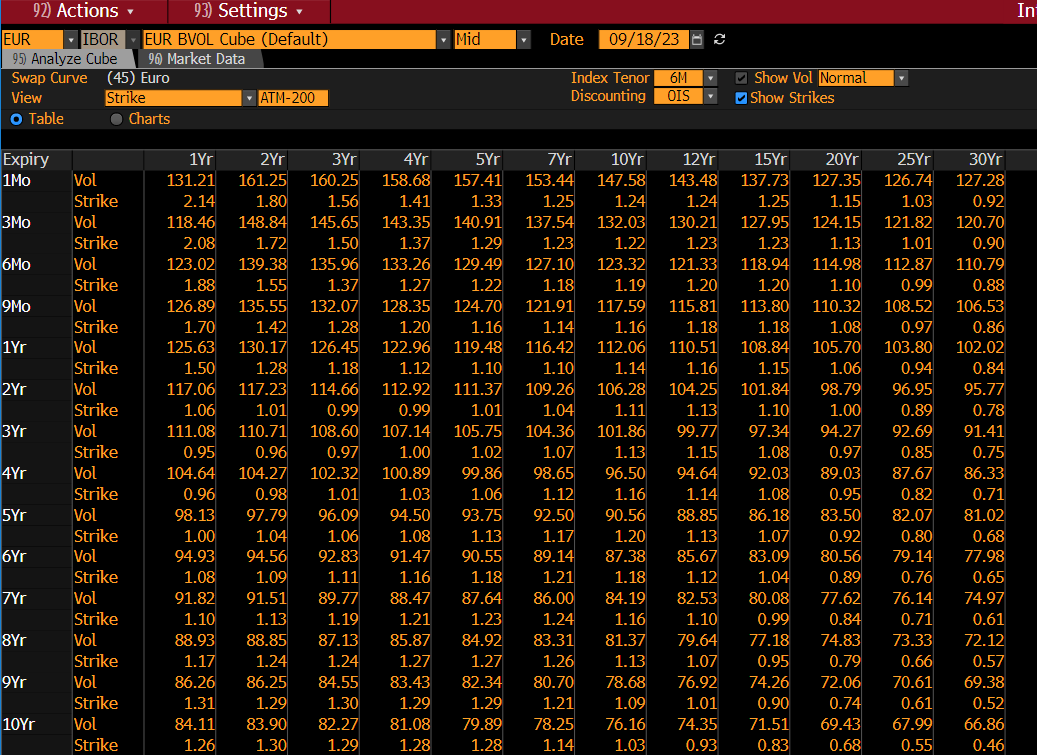 92) Actions 93) Settings In
EUR IBOR EUR BVOL Cube (Default) Mid Date 09/18/23
95) Analyze Cube 96) Market Data
Swap Curve (45) Euro Index Tenor 6M Show Vol Normal
View Strike ATM-200 Discounting OIS Show Strikes
Table Charts
Expiry 1Yr 2Yr 3Yr 4Yr 5Yr 7Yr 10Yr 12Yr 15Yr 20Yr 25Yr 30Yr
1Mo Vol 131.21 161.25 160.25 158.68 157.41 153.44 147.58 143.48 137.73 127.35 126.74 127.28
Strike 2.14 1.80 1.56 1.41 1.33 1.25 1.24 1.24 1.25 1.15 1.03 0.92
3Mo Vol 118.46 148.84 145.65 143.35 140.91 137.54 132.03 130.21 127.95 124.15 121.82 120.70
Strike 2.08 1.72 1.50 1.37 1.29 1.23 1.22 1.23 1.23 1.13 1.01 0.90
6Mo Vol 123.02 139.38 135.96 133.26 129.49 127.10 123.32 121.33 118.94 114.98 112.87 110.79
Strike 1.88 1.55 1.37 1.27 1.22 1.18 1.19 1.20 1.20 1.10 0.99 0.88
9Mo Vol 126.89 135.55 132.07 128.35 124.70 121.91 117.59 115.81 113.80 110.32 108.52 106.53
Strike 1.70 1.42 1.28 1.20 1.16 1.14 1.16 1.18 1.18 1.08 0.97 0.86
1Yr Vol 125.63 130.17 126.45 122.96 119.48 116.42 112.06 110.51 108.84 105.70 103.80 102.02
Strike 1.50 1.28 1.18 1.12 1.10 1.10 1.14 1.16 1.15 1.06 0.94 0.84
2Yr Vol 117.06 117.23 114.66 112.92 111.37 109.26 106.28 104.25 101.84 98.79 96.95 95.77
Strike 1.06 1.01 0.99 0.99 1.01 1.04 1.11 1.13 1.10 1.00 0.89 0.78
3Yr Vol 111.08 110.71 108.60 107.14 105.75 104.36 101.86 99.77 97.34 94.27 92.69 91.41
Strike 0.95 0.96 0.97 1.00 1.02 1.07 1.13 1.15 1.08 0.97 0.85 0.75
4Yr Vol 104.64 104.27 102.32 100.89 99.86 98.65 96.50 94.64 92.03 89.03 87.67 86.33
Strike 0.96 0.98 1.01 1.03 1.06 1.12 1.16 1.14 1.08 0.95 0.82 0.71
5Yr Vol 98.13 97.79 96.09 94.50 93.75 92.50 90.56 88.85 86.18 83.50 82.07 81.02
Strike 1.00 1.04 1.06 1.08 1.13 1.17 1.20 1.13 1.07 0.92 0.80 0.68
6Yr Vol 94.93 94.56 92.83 91.47 90.55 89.14 87.38 85.67 83.09 80.56 79.14 77.98
Strike 1.08 1.09 1.11 1.16 1.18 1.21 1.18 1.12 1.04 0.89 0.76 0.65
7Yr Vol 91.82 91.51 89.77 88.47 87.64 86.00 84.19 82.53 80.08 77.62 76.14 74.97
Strike 1.10 1.13 1.19 1.21 1.23 1.24 1.16 1.10 0.99 0.84 0.71 0.61
8Yr Vol 88.93 88.85 87.13 85.87 84.92 83.31 81.37 79.64 77.18 74.83 73.33 72.12
Strike 1.17 1.24 1.24 1.27 1.27 1.26 1.13 1.07 0.95 0.79 0.66 0.57
9Yr Vol 86.26 86.25 84.55 83.43 82.34 80.70 78.68 76.92 74.26 72.06 70.61 69.38
Strike 1.31 1.29 1.30 1.29 1.29 1.21 1.09 1.01 0.90 0.74 0.61 0.52
10Yr Vol 84.11 83.90 82.27 81.08 79.89 78.25 76.16 74.35 71.51 69.43 67.99 66.86
Strike 1.26 1.30 1.29 1.28 1.28 1.14 1.03 0.93 0.83 0.68 0.55 0.46